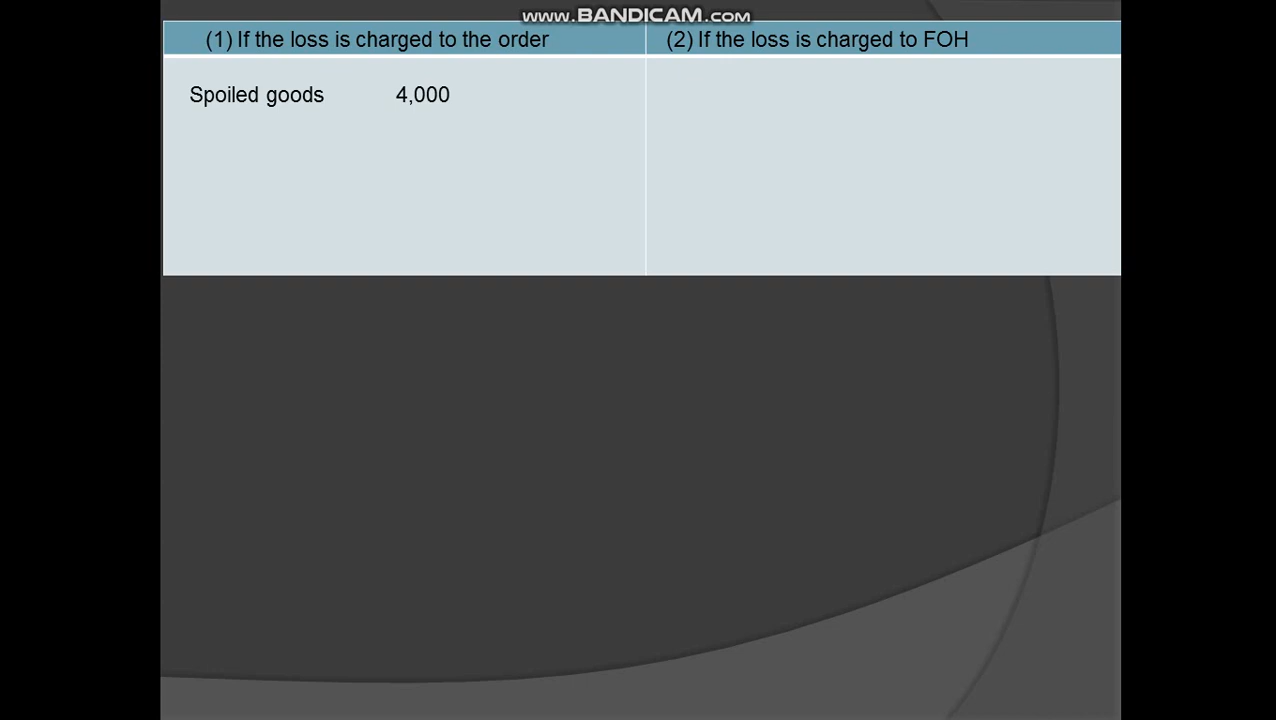 www.BANDICAM.com
(1) If the loss is charged to the order (2) If the loss is charged to FOH
Spoiled goods 4,000